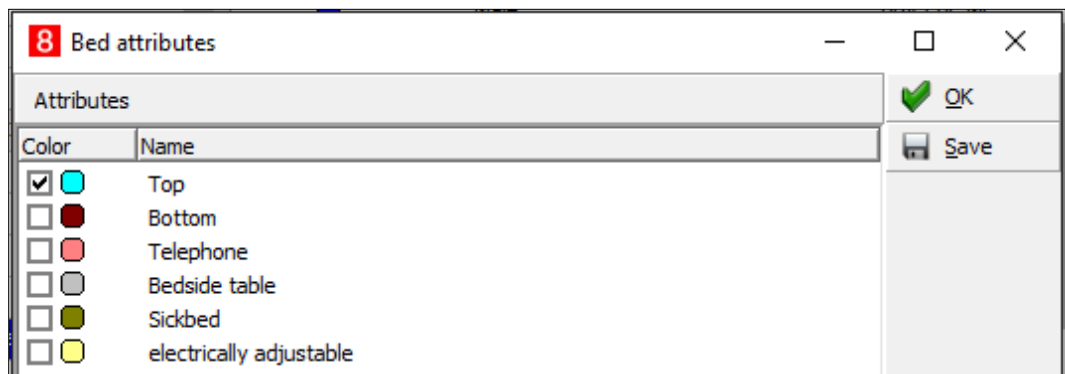 8 Bed attributes
Attributes
OK
Color Name
Save
Top
Bottom
Telephone
Bedside table
Sickbed
electrically adjustable